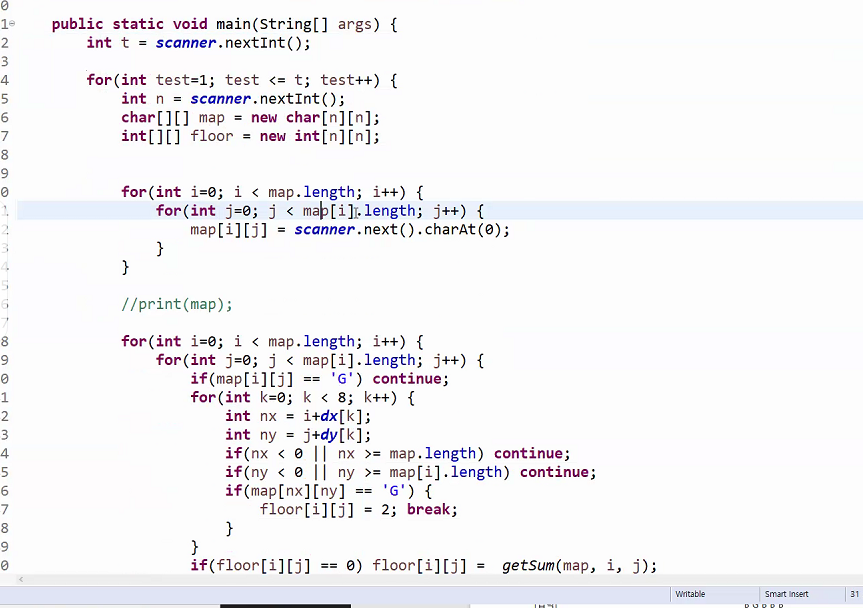 0
1 public static void main(String[] args) {
2 int t = scanner.nextInt();
3
4 for(int test=1; test <= t; test++) {
5 int n = scanner.nextInt();
6 char[][] map = new char[n][n];
7 int[][] floor = new int[n][n];
8
9
0 for(int i=0; i < map.length; i++) {
1 for(int j=0; j < map[i].length; j++) {
2 map[i][j] = scanner.next().charAt(0);
3 }
4 }
5
6 //print(map);
7
8 for(int i=0; i < map.length; i++) {
9 for(int j=0; j < map[i].length; j++) {
0 if(map[i][j] == 'G') continue;
1 for(int k=0; k < 8; k++) {
2 int nx = i+dx[k];
3 int ny = j+dy[k];
4 if(nx < 0 || nx >= map.length) continue;
5 if(ny < 0 || ny >= map[i].length) continue;
6 if(map[nx][ny] == 'G') {
7 floor[i][j] = 2; break;
8 }
9 }
0 if(floor[i][j] == 0) floor[i][j] = getSum(map, i, j);
Writable Smart Insert 31